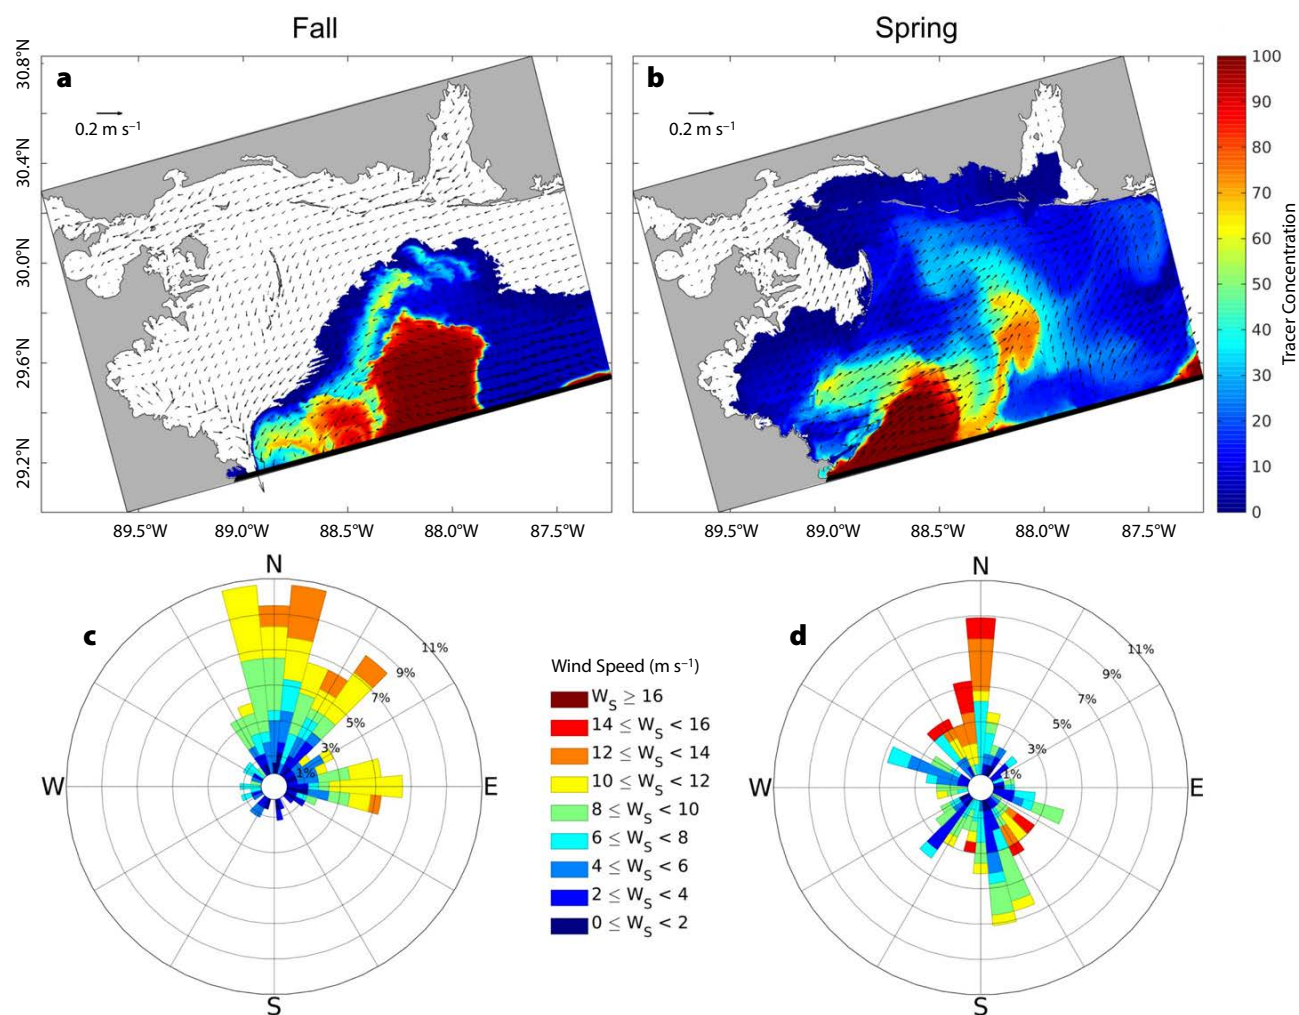 Fall
Spring
a
b
0.2 m s⁻¹
0.2 m s⁻¹
30.8°N
30.4°N
30.0°N
29.6°N
29.2°N
89.5°W
89.0°W
88.5°W
88.0°W
87.5°W
89.5°W
89.0°W
88.5°W
88.0°W
87.5°W
100
90
80
70
60
50
40
30
20
10
0
Tracer Concentration
c
N
E
S
W
11%
9%
7%
5%
3%
1%
Wind Speed (m s⁻¹)
W_S ≥ 16
14 ≤ W_S < 16
12 ≤ W_S < 14
10 ≤ W_S < 12
8 ≤ W_S < 10
6 ≤ W_S < 8
4 ≤ W_S < 6
2 ≤ W_S < 4
0 ≤ W_S < 2
d
N
E
S
W
11%
9%
7%
5%
3%
1%